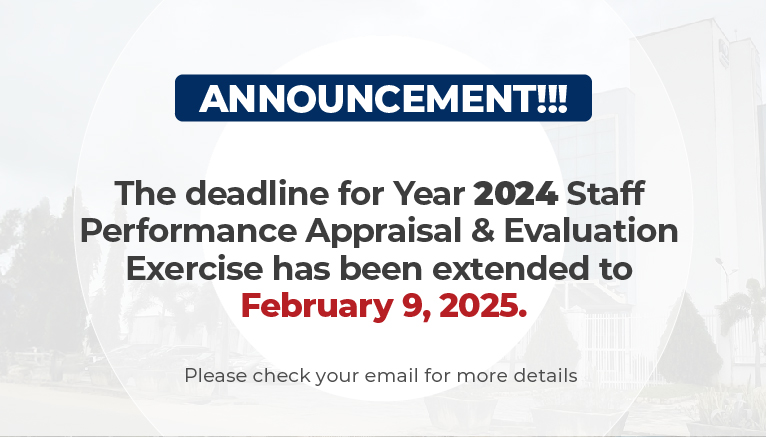 ANNOUNCEMENT!!!
The deadline for Year 2024 Staff
Performance Appraisal & Evaluation
Exercise has been extended to
February 9, 2025.
Please check your email for more details